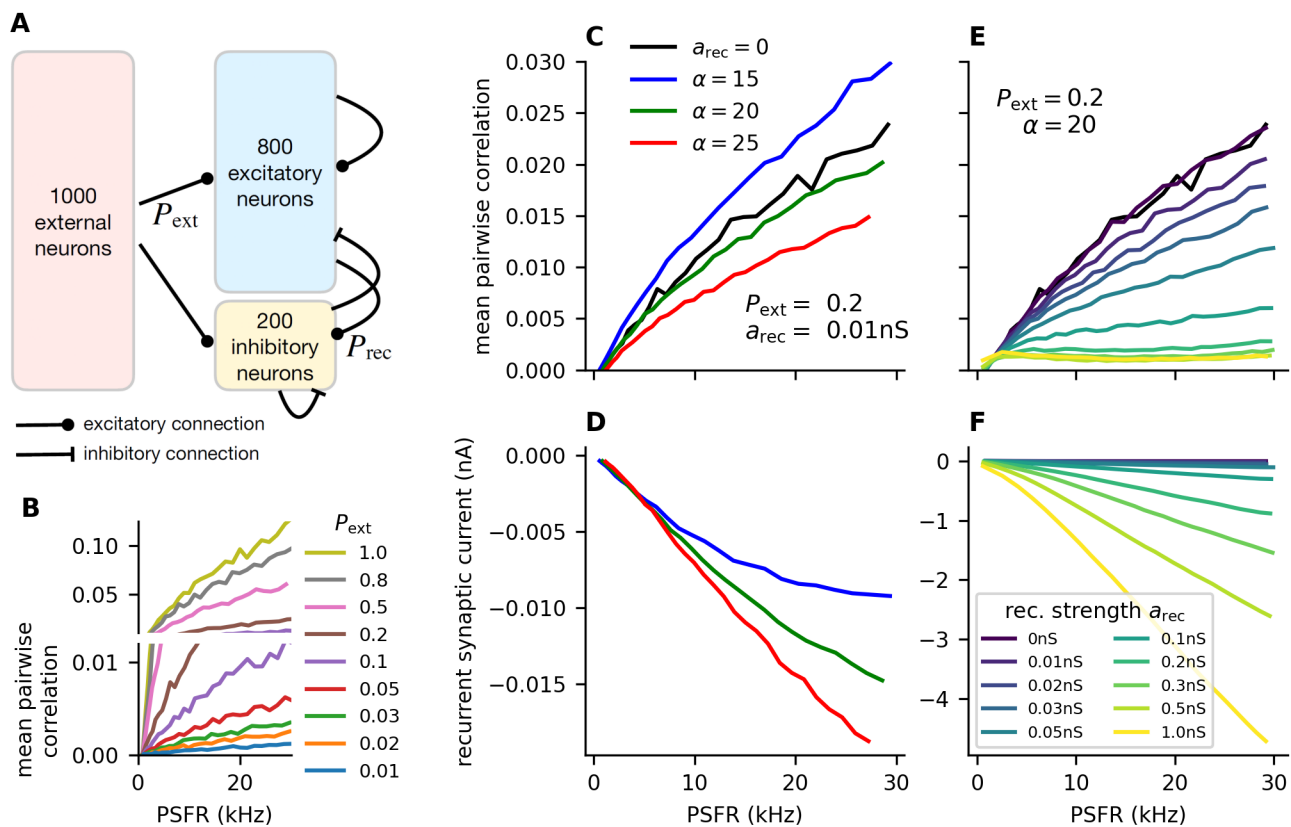 A
1000
external
neurons
800
excitatory
neurons
200
inhibitory
neurons
P_ext
P_rec
excitatory connection
inhibitory connection
B
P_ext
0.10
0.05
0.01
0.00
0
20
mean pairwise
correlation
PSFR (kHz)
1.0
0.8
0.5
0.2
0.1
0.05
0.03
0.02
0.01
C
a_rec = 0
α = 15
α = 20
α = 25
0.030
0.025
0.020
0.015
0.010
0.005
0.000
mean pairwise correlation
P_ext = 0.2
a_rec = 0.01nS
D
0.000
−0.005
−0.010
−0.015
recurrent synaptic current (nA)
0
10
20
30
PSFR (kHz)
E
P_ext = 0.2
α = 20
F
0
−1
−2
−3
−4
rec. strength a_rec
0nS
0.01nS
0.02nS
0.03nS
0.05nS
0.1nS
0.2nS
0.3nS
0.5nS
1.0nS
0
10
20
30
PSFR (kHz)